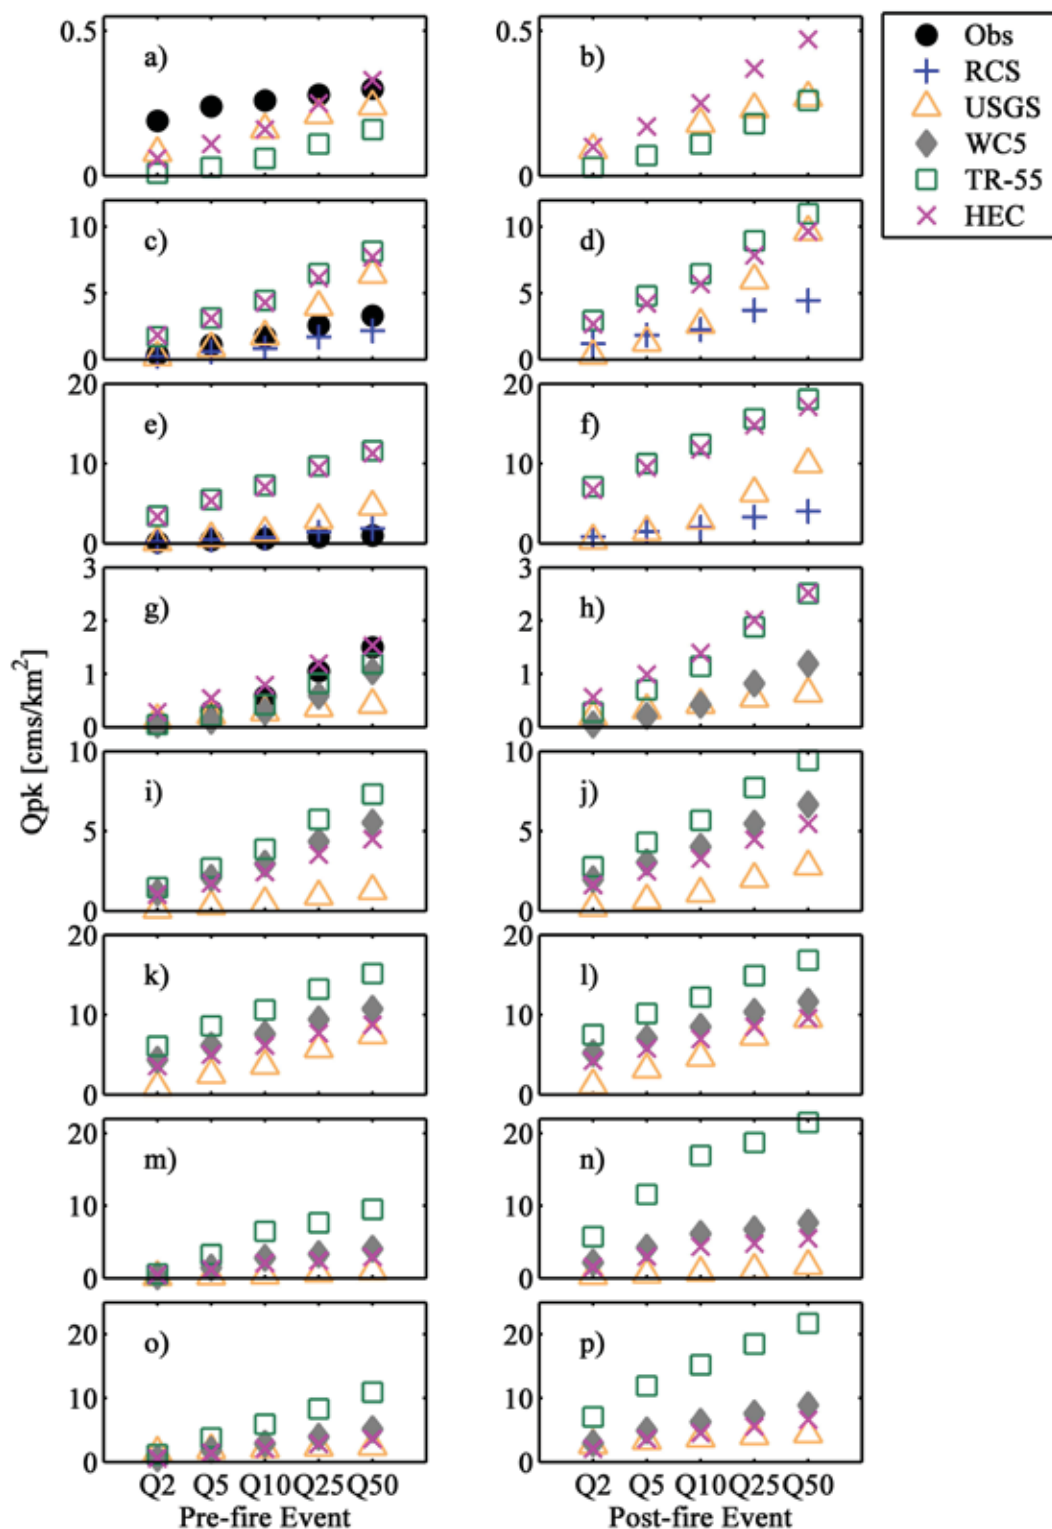 0.5
0
a)
b)
Obs
RCS
USGS
WC5
TR-55
HEC
10
5
0
c)
10
5
0
d)
20
10
0
e)
20
10
0
f)
3
2
1
0
g)
3
2
1
0
h)
10
5
0
i)
10
5
0
j)
20
10
0
k)
20
10
0
l)
20
10
0
m)
20
10
0
n)
20
10
0
o)
20
10
0
p)
Qpk [cms/km²]
Q2 Q5 Q10 Q25 Q50
Pre-fire Event
Q2 Q5 Q10 Q25 Q50
Post-fire Event
0.5
0